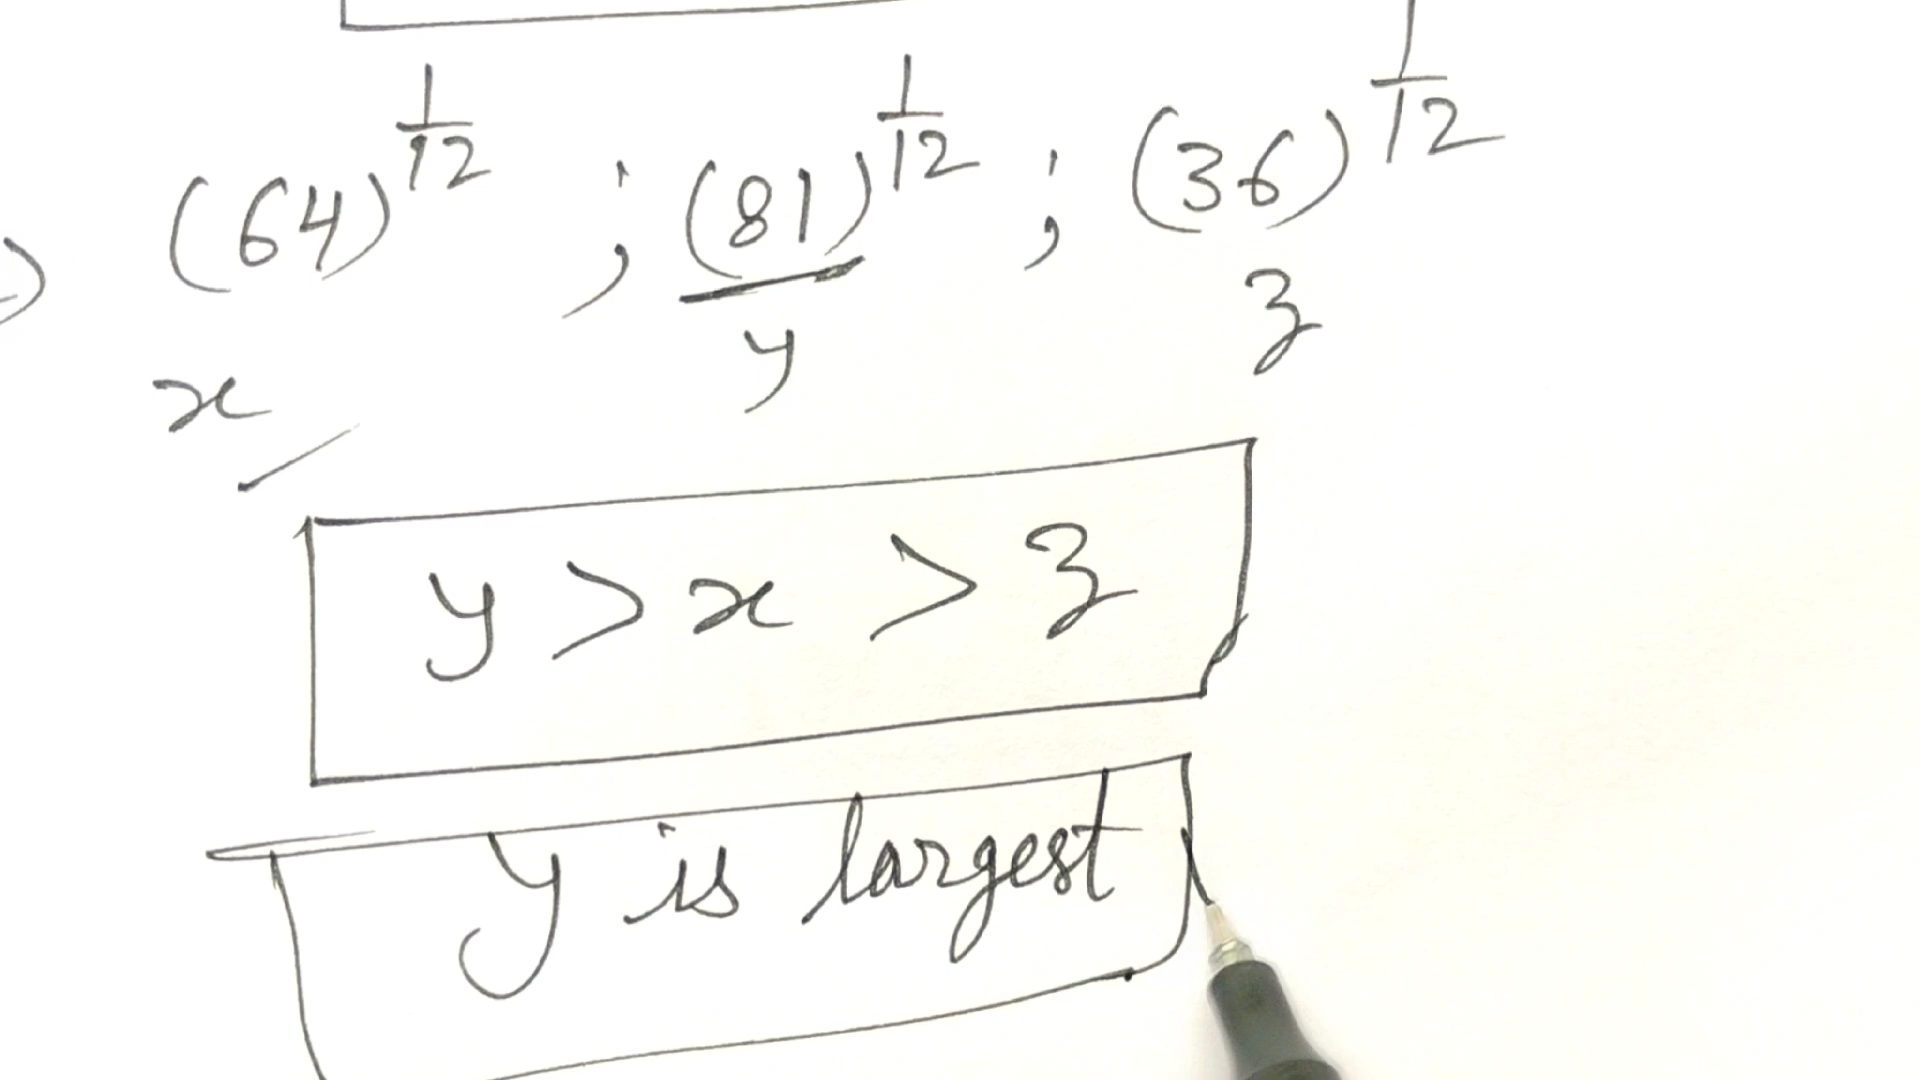 (64)^(1/12) ; (81)^(1/12) ; (36)^(1/12)
x y z
y > x > z
y is largest